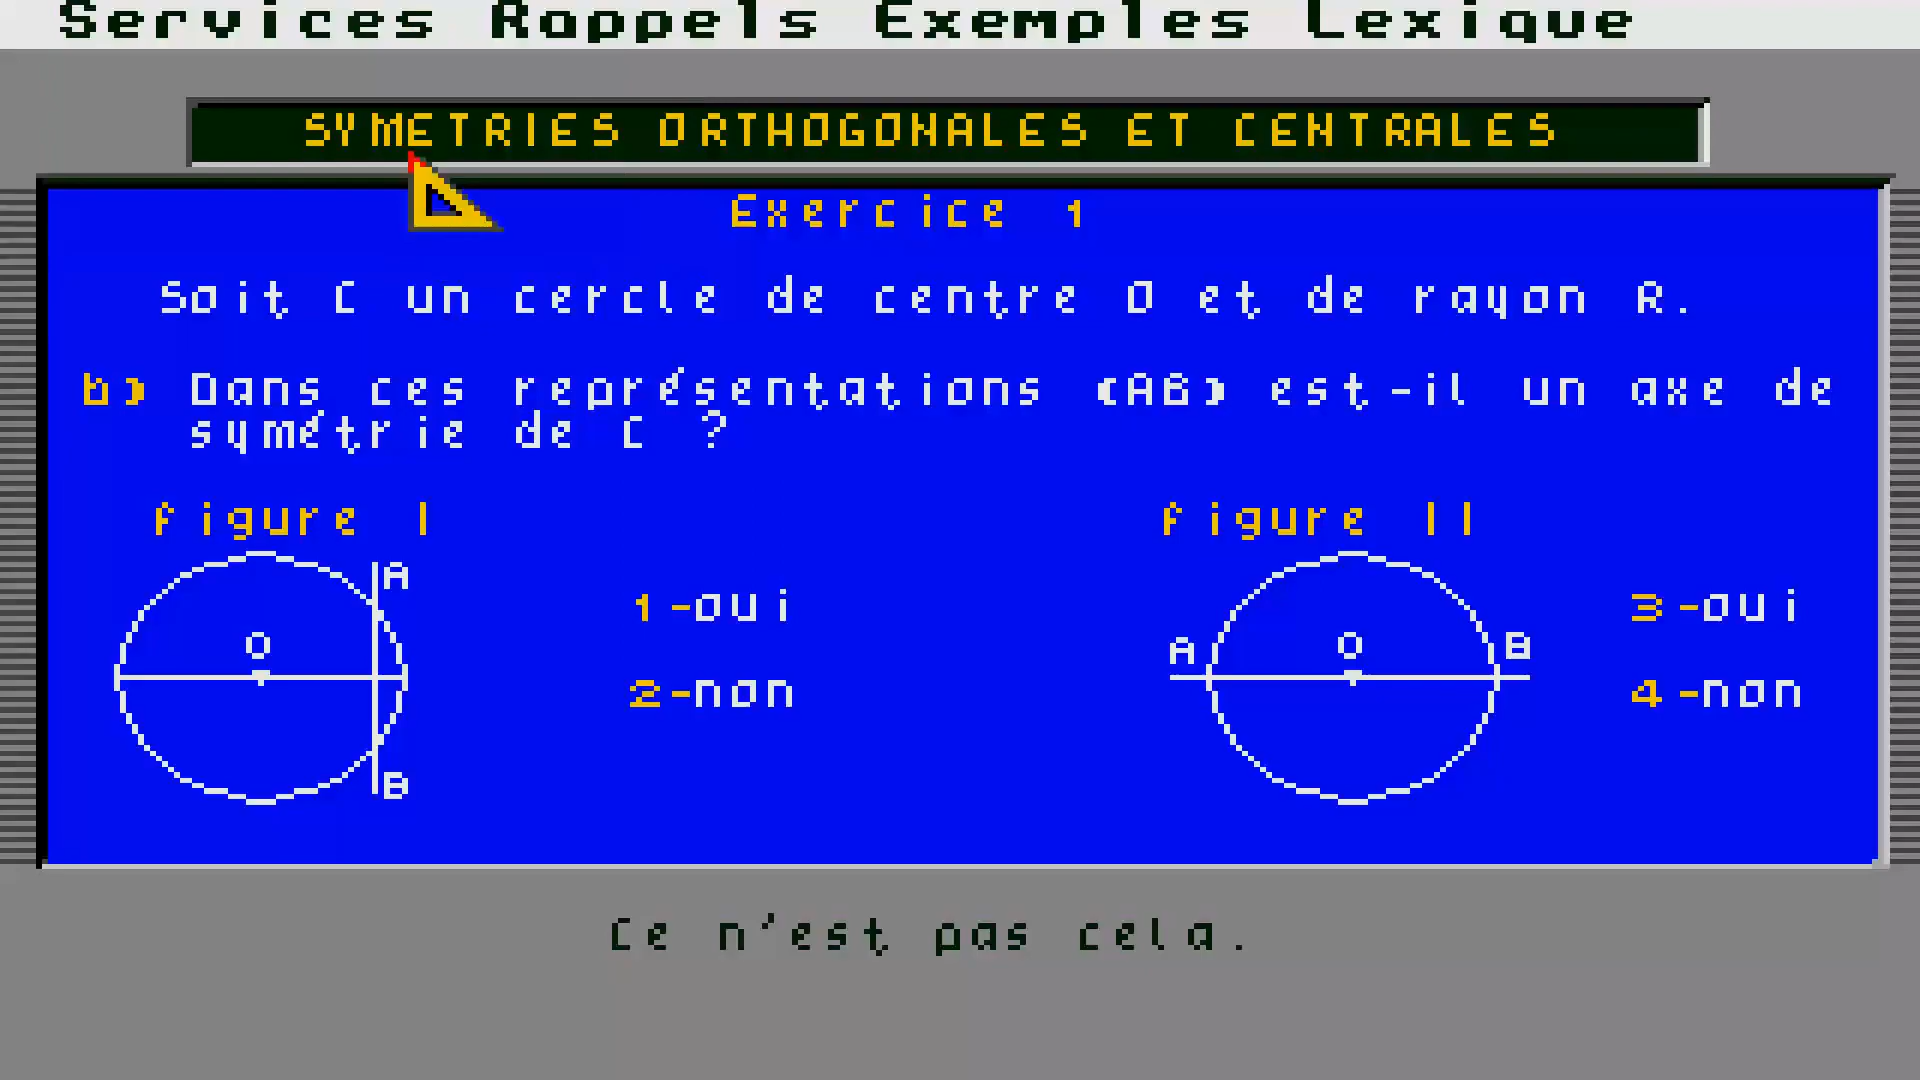 Services Rappels Exemples Lexique
SYMETRIES ORTHOGONALES ET CENTRALES
Exercice 1
Soit C un cercle de centre O et de rayon R.
b) Dans ces représentations (AB) est-il un axe de
symétrie de C ?
figure I
figure II
A
O
B
1-oui
2-non
A
O
B
3-oui
4-non
Ce n'est pas cela.